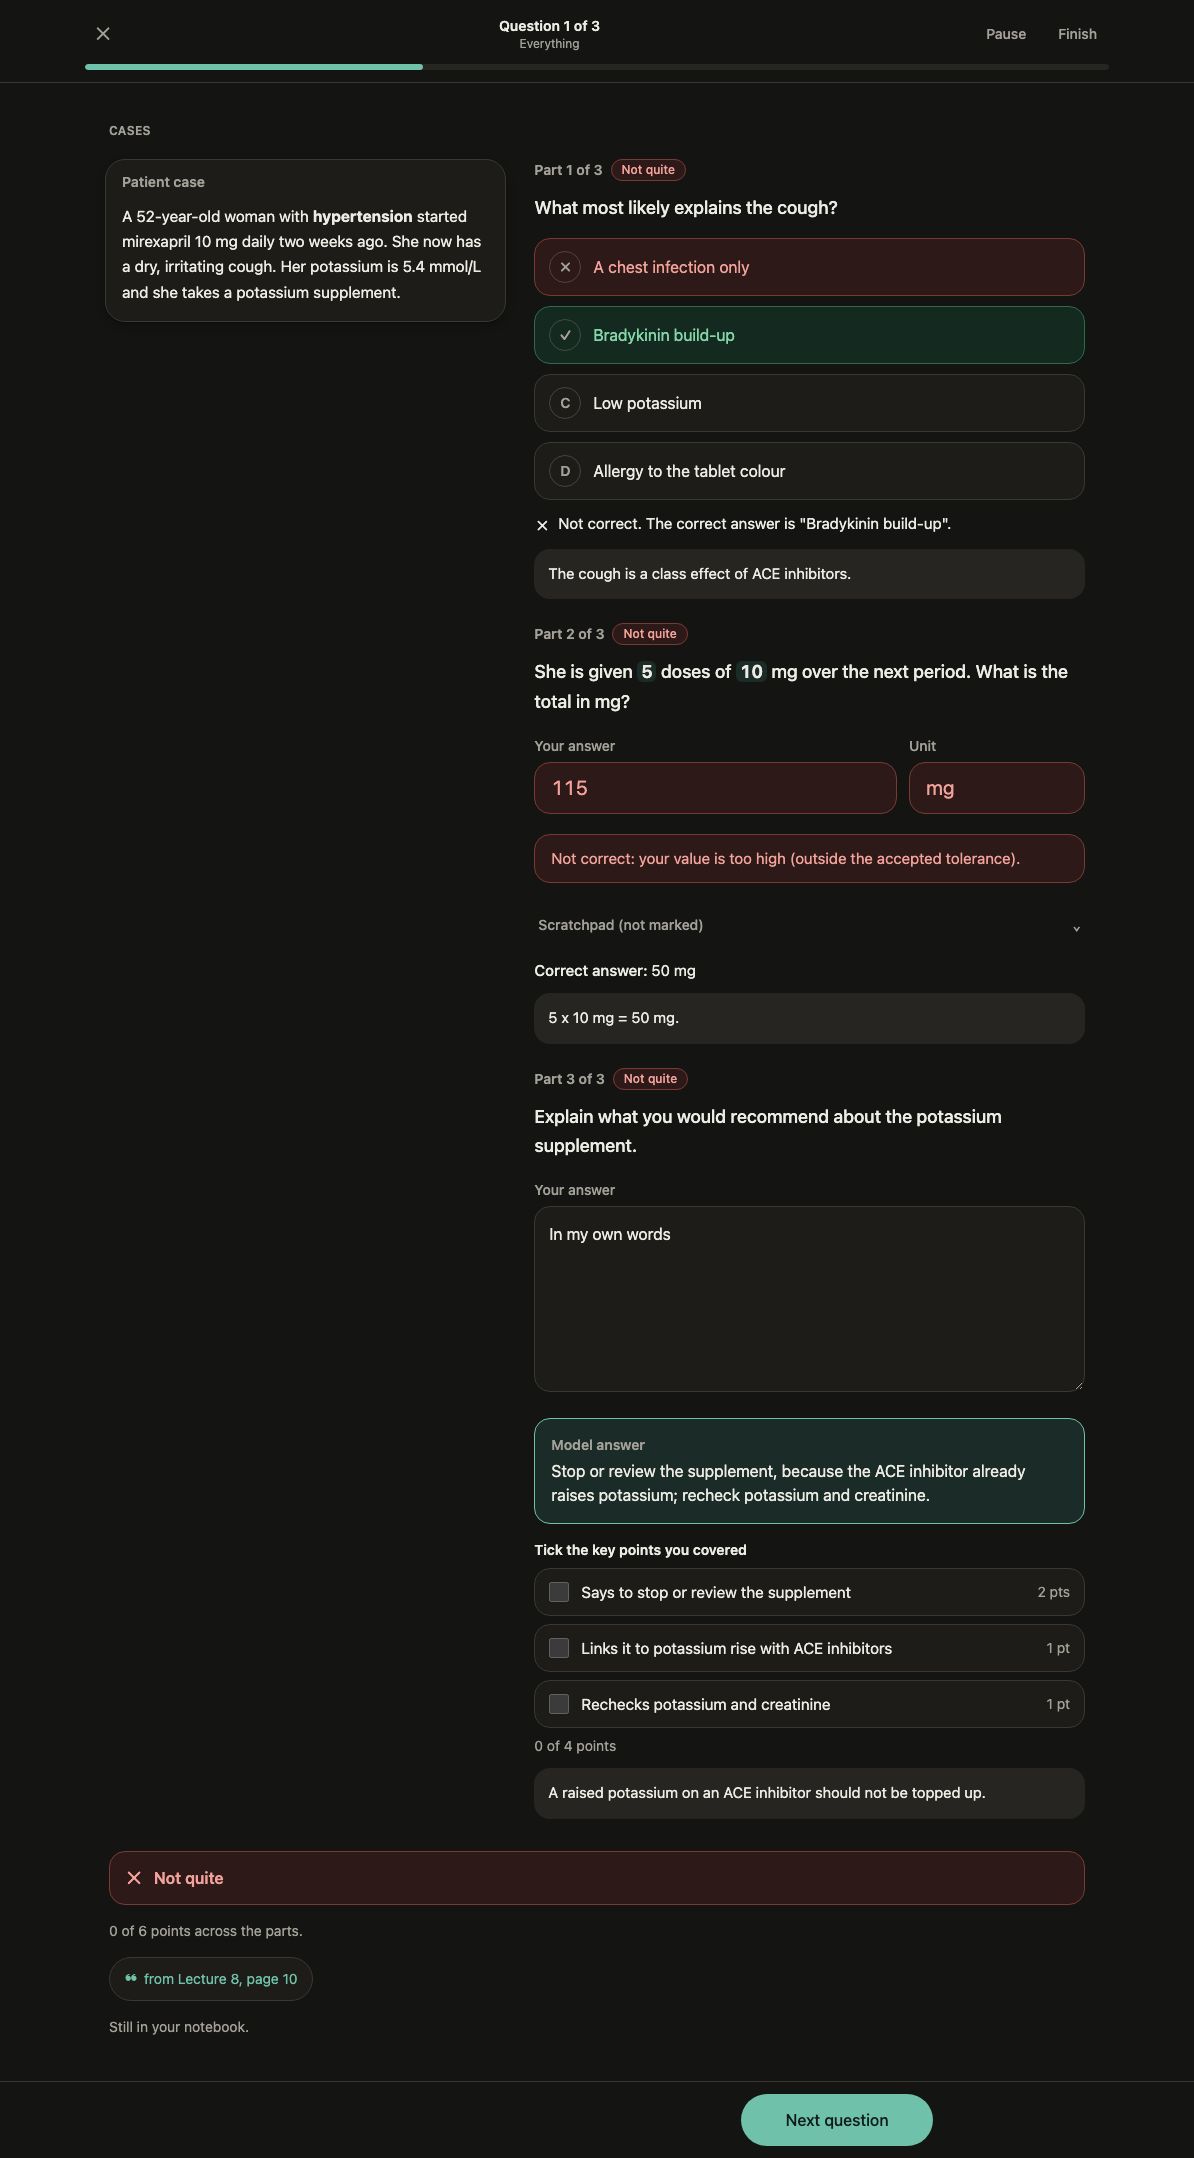 Question 1 of 3
Everything
Pause
Finish
CASES
Patient case
A 52-year-old woman with hypertension started
mirexapril 10 mg daily two weeks ago. She now has
a dry, irritating cough. Her potassium is 5.4 mmol/L
and she takes a potassium supplement.
Part 1 of 3 Not quite
What most likely explains the cough?
A chest infection only
Bradykinin build-up
C Low potassium
D Allergy to the tablet colour
Not correct. The correct answer is "Bradykinin build-up".
The cough is a class effect of ACE inhibitors.
Part 2 of 3 Not quite
She is given 5 doses of 10 mg over the next period. What is the
total in mg?
Your answer Unit
115 mg
Not correct: your value is too high (outside the accepted tolerance).
Scratchpad (not marked)
Correct answer: 50 mg
5 x 10 mg = 50 mg.
Part 3 of 3 Not quite
Explain what you would recommend about the potassium
supplement.
Your answer
In my own words
Model answer
Stop or review the supplement, because the ACE inhibitor already
raises potassium; recheck potassium and creatinine.
Tick the key points you covered
Says to stop or review the supplement 2 pts
Links it to potassium rise with ACE inhibitors 1 pt
Rechecks potassium and creatinine 1 pt
0 of 4 points
A raised potassium on an ACE inhibitor should not be topped up.
Not quite
0 of 6 points across the parts.
❝ from Lecture 8, page 10
Still in your notebook.
Next question